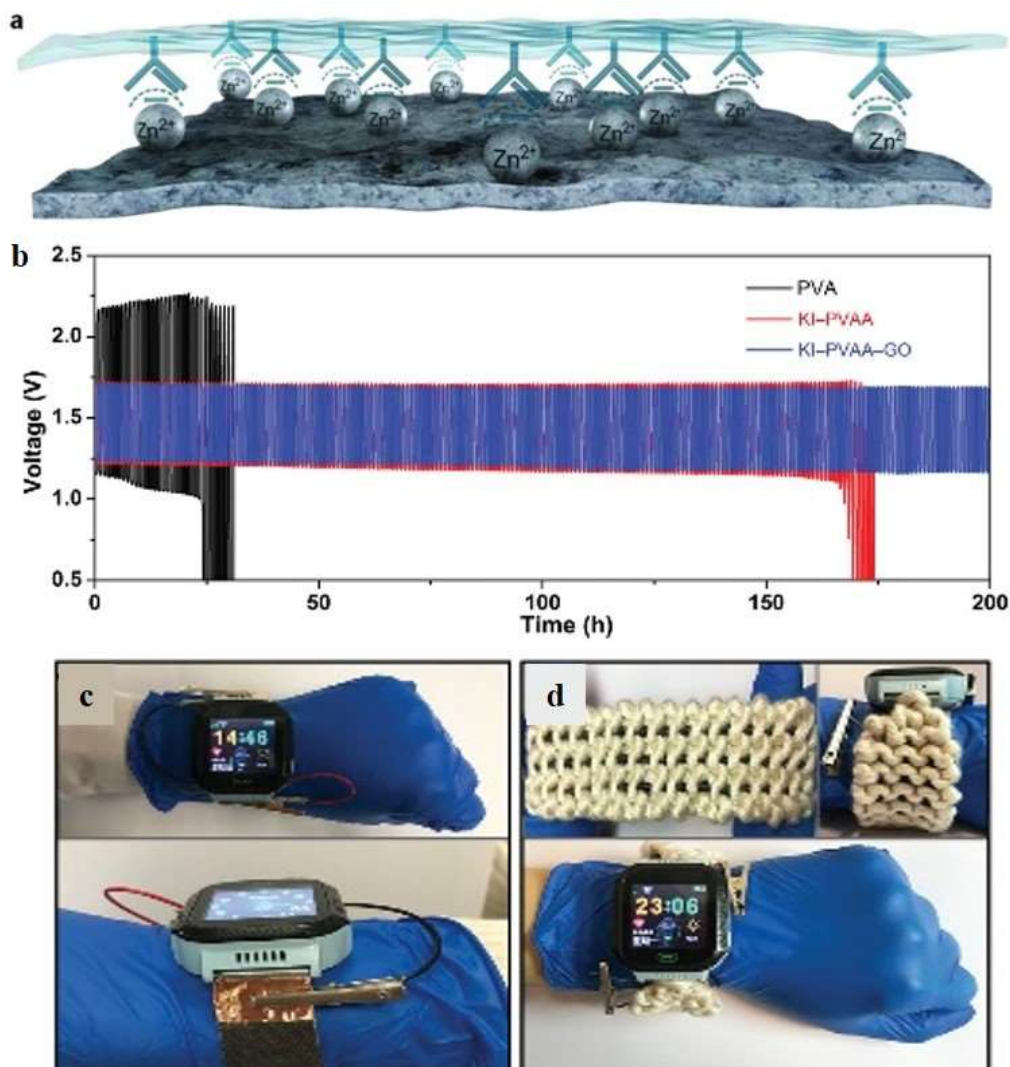 a
Zn2+ Zn2+ Zn2+ Zn2+ Zn2+ Zn2+
Zn2+ Zn2+ Zn2+ Zn2+ Zn2+ Zn2+
b
2.5
2.0
1.5
1.0
0.5
Voltage (V)
PVA
KI–PVAA
KI–PVAA–GO
0 50 100 150 200
Time (h)
c
14:46
d
23:06